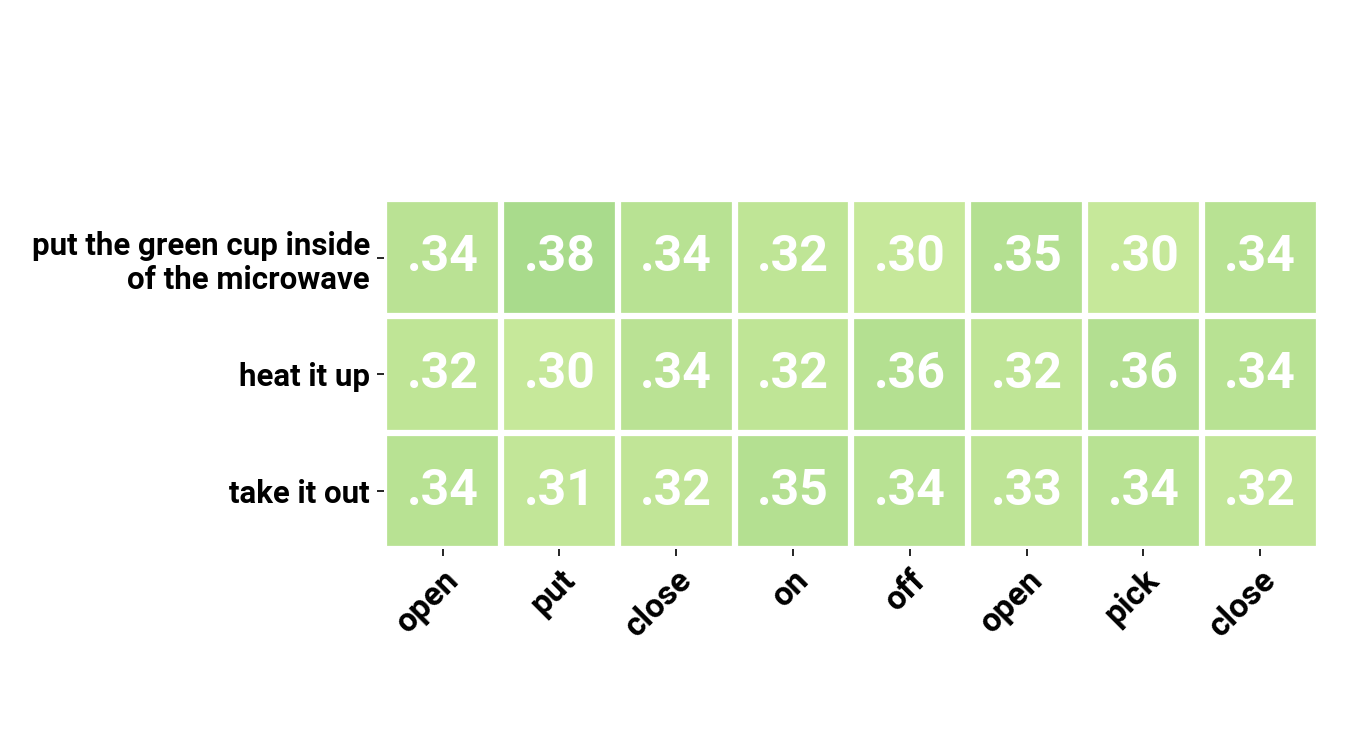 put the green cup inside
of the microwave
.34 .38 .34 .32 .30 .35 .30 .34
heat it up
.32 .30 .34 .32 .36 .32 .36 .34
take it out
.34 .31 .32 .35 .34 .33 .34 .32
open put close on off open pick close